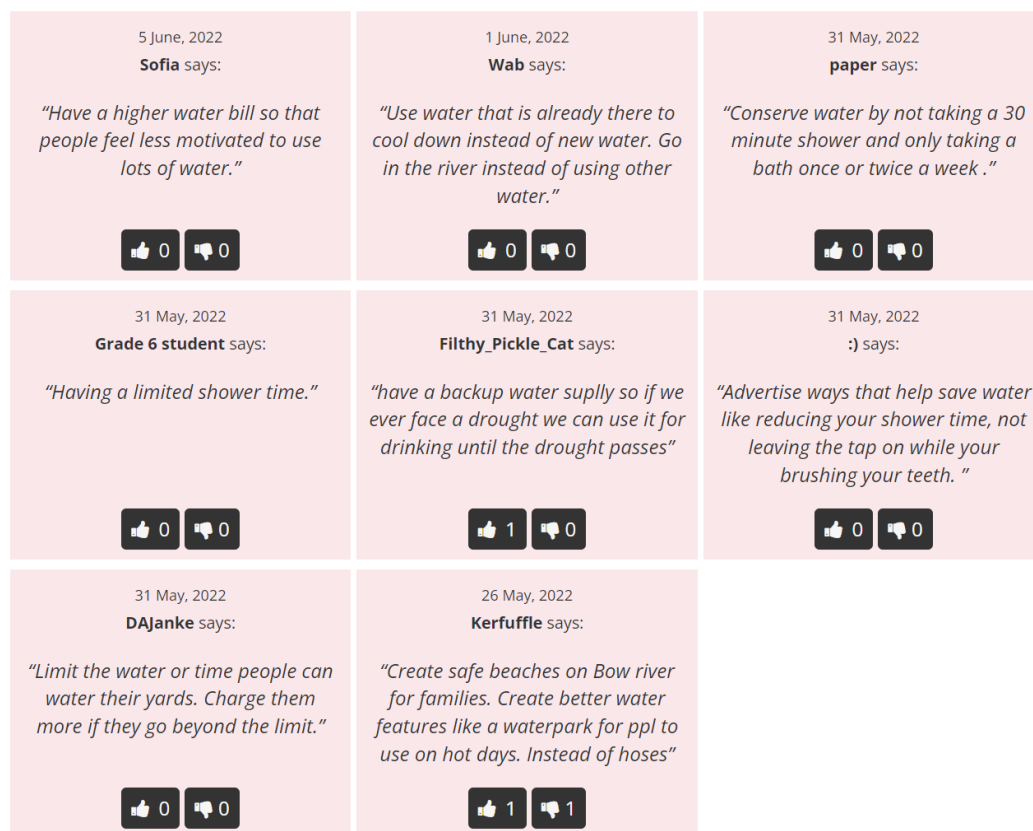 5 June, 2022
Sofia says:
“Have a higher water bill so that
people feel less motivated to use
lots of water.”
0 0
1 June, 2022
Wab says:
“Use water that is already there to
cool down instead of new water. Go
in the river instead of using other
water.”
0 0
31 May, 2022
paper says:
“Conserve water by not taking a 30
minute shower and only taking a
bath once or twice a week .”
0 0
31 May, 2022
Grade 6 student says:
“Having a limited shower time.”
0 0
31 May, 2022
Filthy_Pickle_Cat says:
“have a backup water suplly so if we
ever face a drought we can use it for
drinking until the drought passes”
1 0
31 May, 2022
:) says:
“Advertise ways that help save water
like reducing your shower time, not
leaving the tap on while your
brushing your teeth. ”
0 0
31 May, 2022
DAJanke says:
“Limit the water or time people can
water their yards. Charge them
more if they go beyond the limit.”
0 0
26 May, 2022
Kerfuffle says:
“Create safe beaches on Bow river
for families. Create better water
features like a waterpark for ppl to
use on hot days. Instead of hoses”
1 1